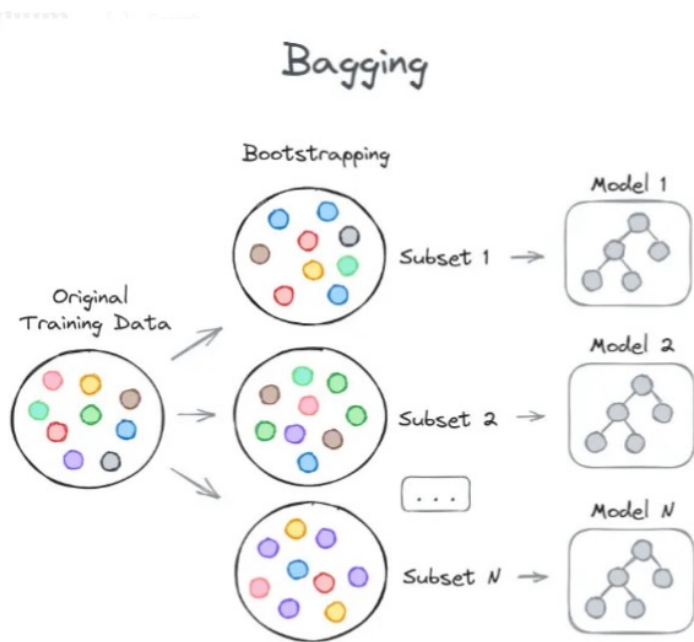 Bagging
Bootstrapping
Model 1
Subset 1
Original
Training Data
Model 2
Subset 2
...
Model N
Subset N